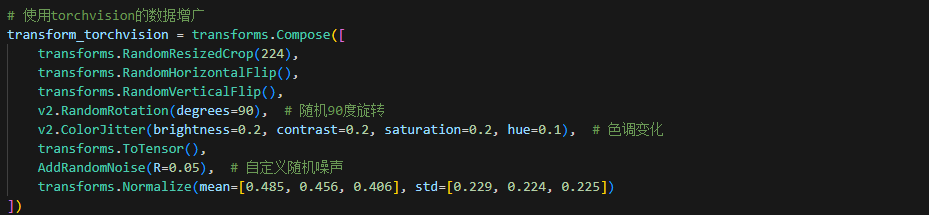 # 使用torchvision的数据增广
transform_torchvision = transforms.Compose([
    transforms.RandomResizedCrop(224),
    transforms.RandomHorizontalFlip(),
    transforms.RandomVerticalFlip(),
    v2.RandomRotation(degrees=90),  # 随机90度旋转
    v2.ColorJitter(brightness=0.2, contrast=0.2, saturation=0.2, hue=0.1),  # 色调变化
    transforms.ToTensor(),
    AddRandomNoise(R=0.05),  # 自定义随机噪声
    transforms.Normalize(mean=[0.485, 0.456, 0.406], std=[0.229, 0.224, 0.225])
])